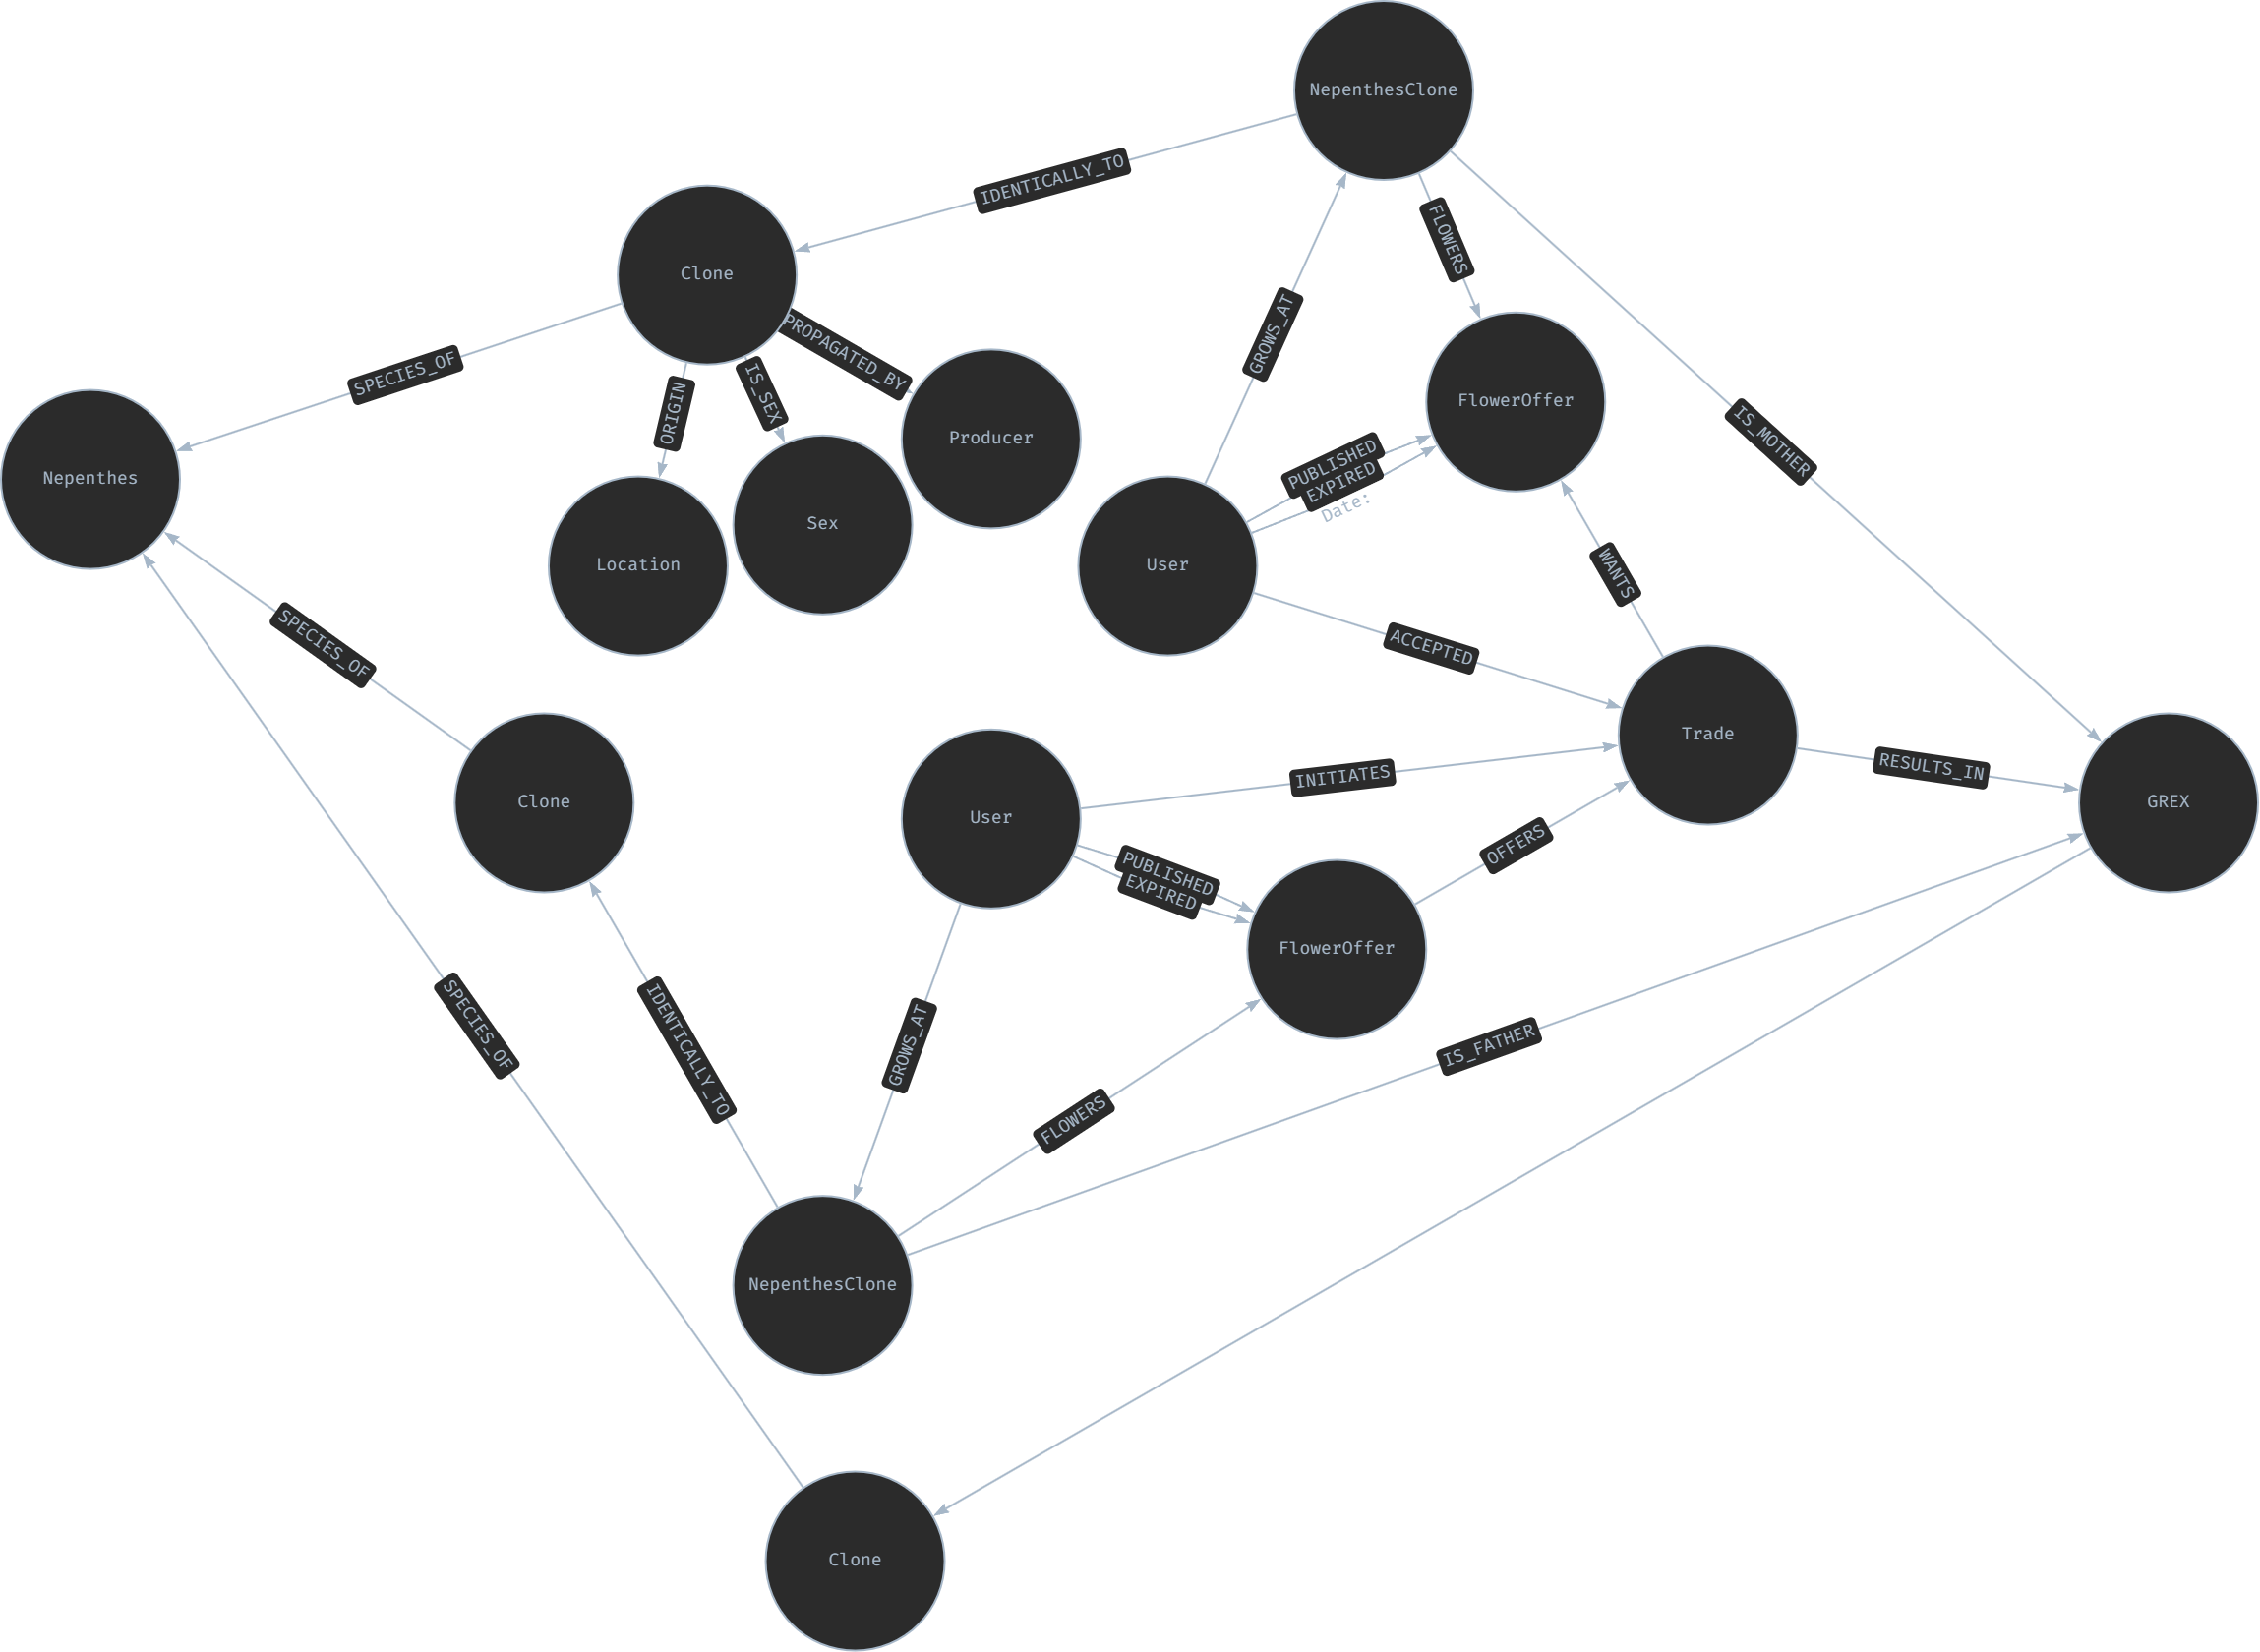 NepenthesClone
IDENTICALLY_TO
FLOWERS
Clone
GROWS_AT
PROPAGATED_BY
SPECIES_OF
IS_SEX
ORIGIN
FlowerOffer
IS_MOTHER
Producer
PUBLISHED
EXPIRED
Date:
Nepenthes
Sex
Location
User
WANTS
SPECIES_OF
ACCEPTED
Trade
RESULTS_IN
INITIATES
Clone
User
GREX
OFFERS
PUBLISHED
EXPIRED
FlowerOffer
SPECIES_OF
IDENTICALLY_TO
GROWS_AT
IS_FATHER
FLOWERS
NepenthesClone
Clone